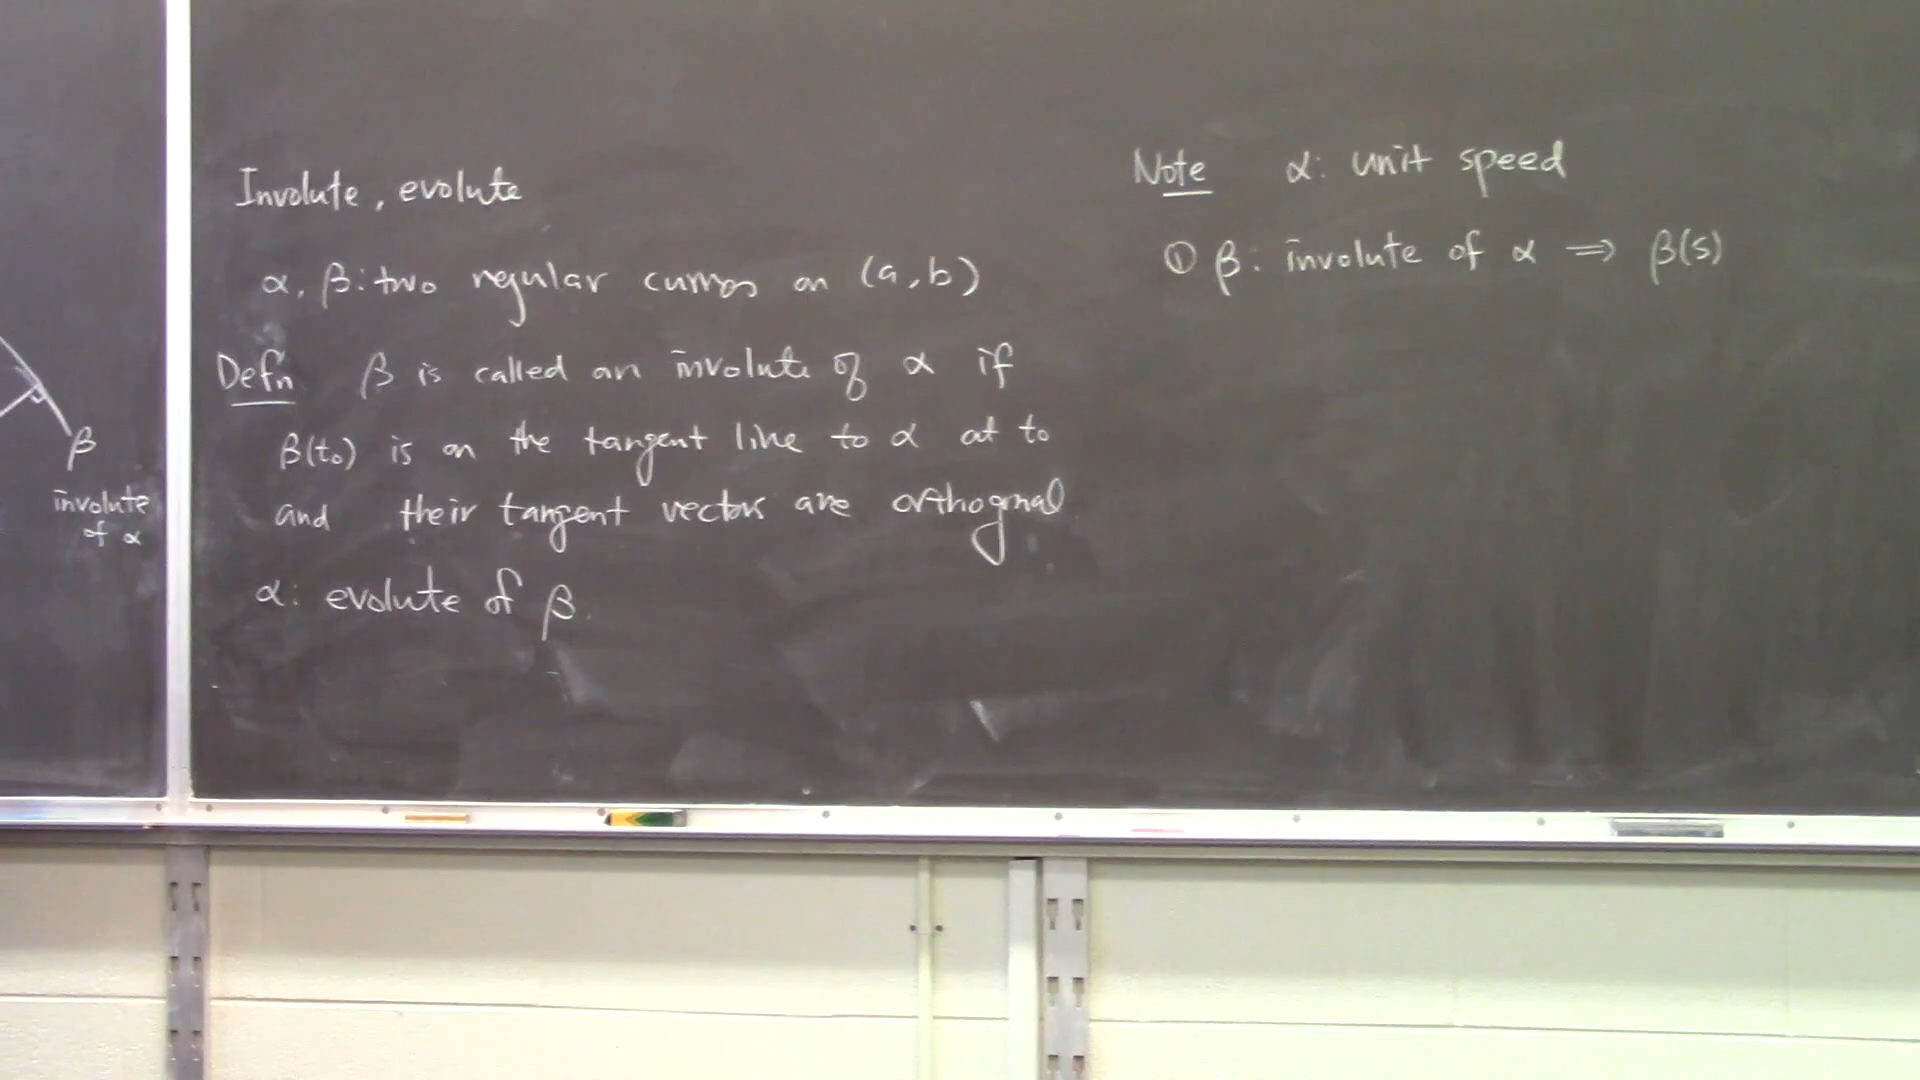 β
involute
of α
Involute, evolute
α, β: two regular curves on (a, b)
Defn β is called an involute of α if
β(t₀) is on the tangent line to α at t₀
and their tangent vectors are orthogonal
α: evolute of β.
Note α: unit speed
① β: involute of α ⟹ β(s)